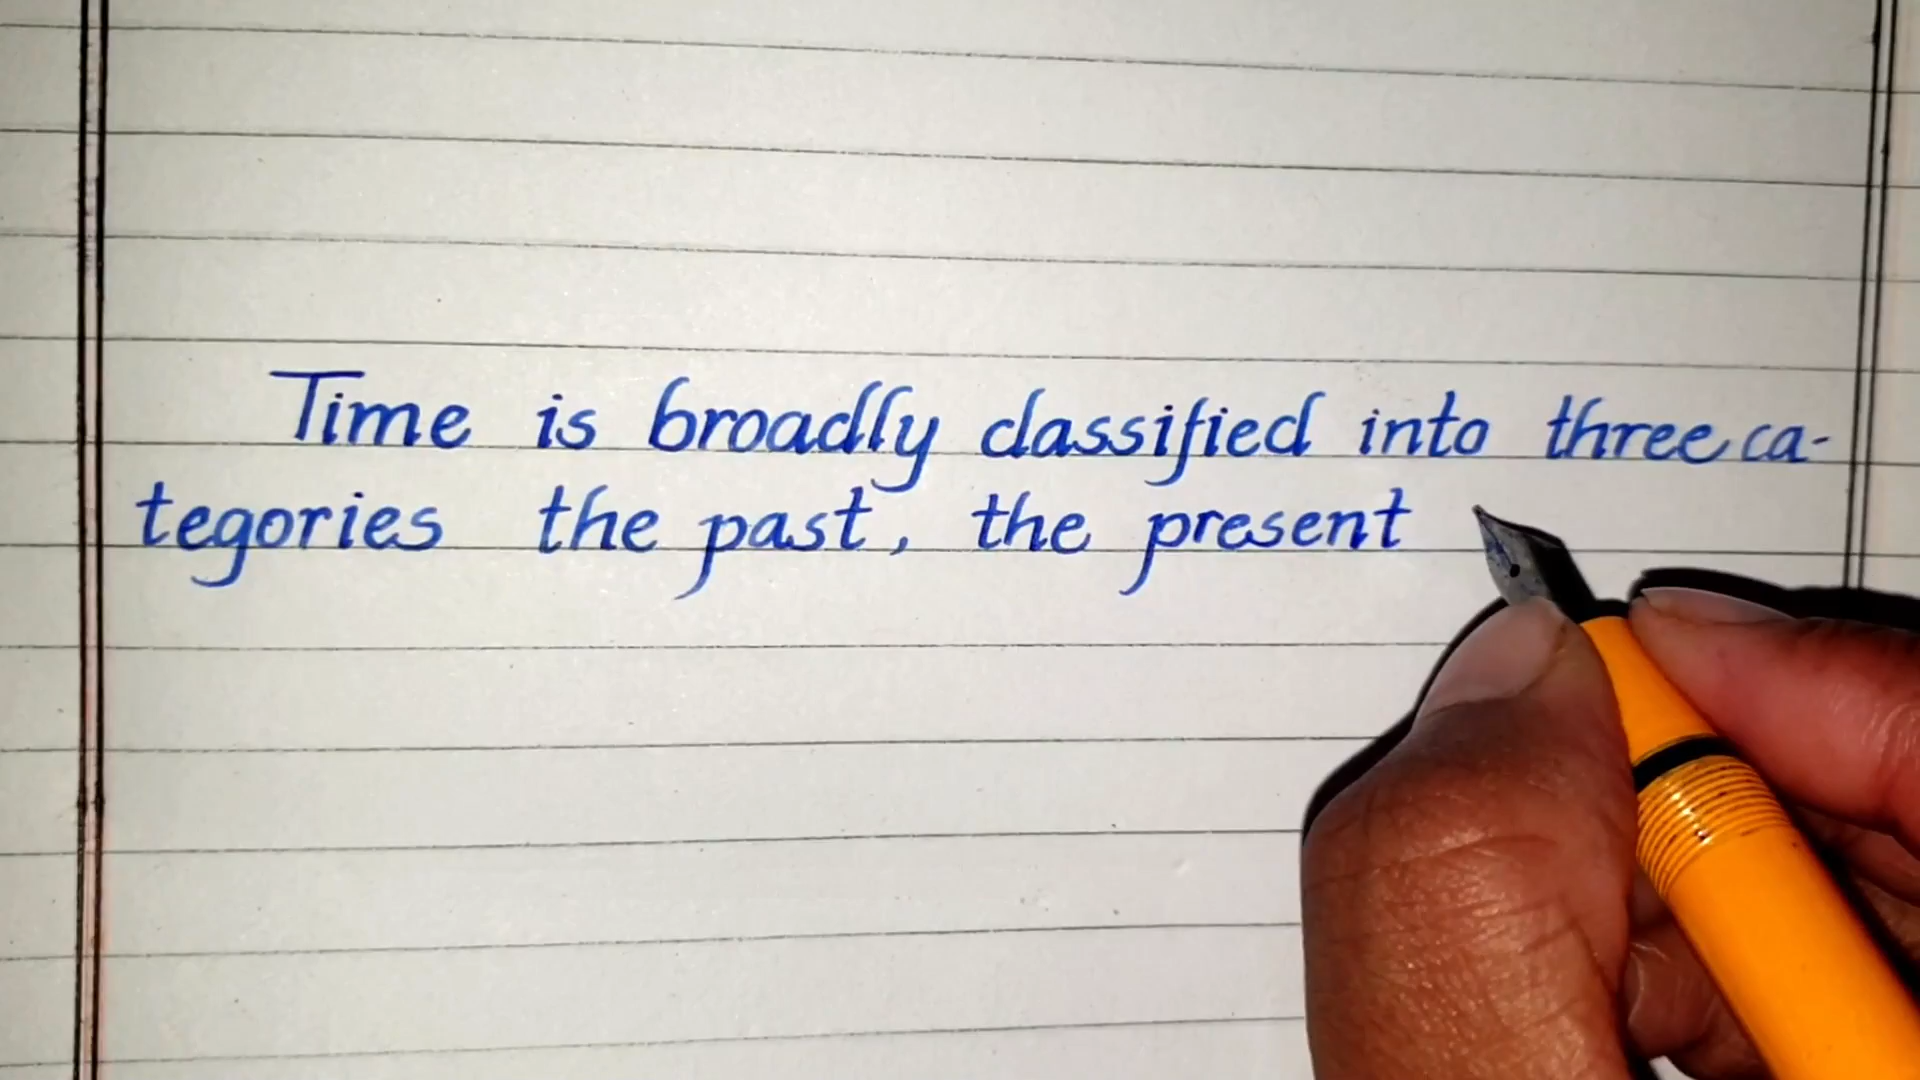 Time is broadly classified into three ca-
tegories the past, the present